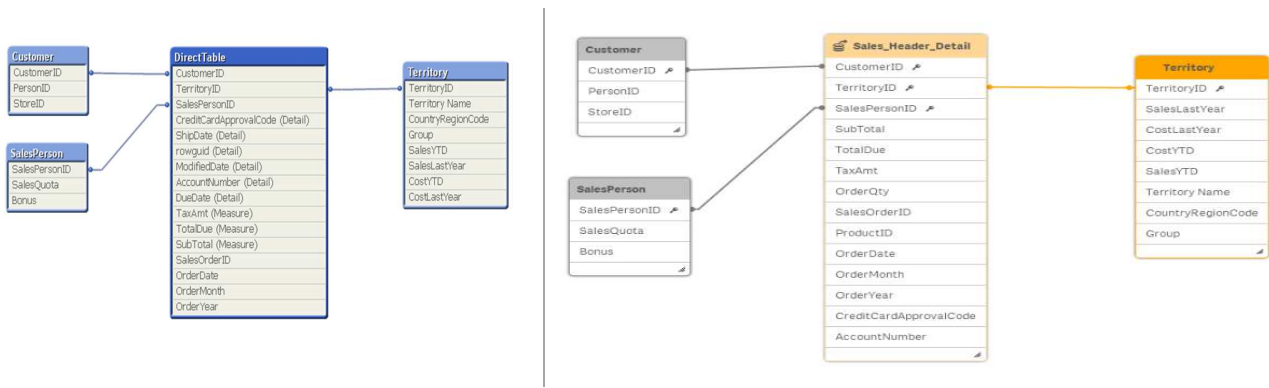 Customer
CustomerID
PersonID
StoreID
SalesPerson
SalesPersonID
SalesQuota
Bonus
DirectTable
CustomerID
TerritoryID
SalesPersonID
CreditCardApprovalCode (Detail)
ShipDate (Detail)
rowguid (Detail)
ModifiedDate (Detail)
AccountNumber (Detail)
DueDate (Detail)
TaxAmt (Measure)
TotalDue (Measure)
SubTotal (Measure)
SalesOrderID
OrderDate
OrderMonth
OrderYear
Territory
TerritoryID
Territory Name
CountryRegionCode
Group
SalesYTD
SalesLastYear
CostYTD
CostLastYear
Customer
CustomerID
PersonID
StoreID
SalesPerson
SalesPersonID
SalesQuota
Bonus
Sales_Header_Detail
CustomerID
TerritoryID
SalesPersonID
SubTotal
TotalDue
TaxAmt
OrderQty
SalesOrderID
ProductID
OrderDate
OrderMonth
OrderYear
CreditCardApprovalCode
AccountNumber
Territory
TerritoryID
SalesLastYear
CostLastYear
CostYTD
SalesYTD
Territory Name
CountryRegionCode
Group